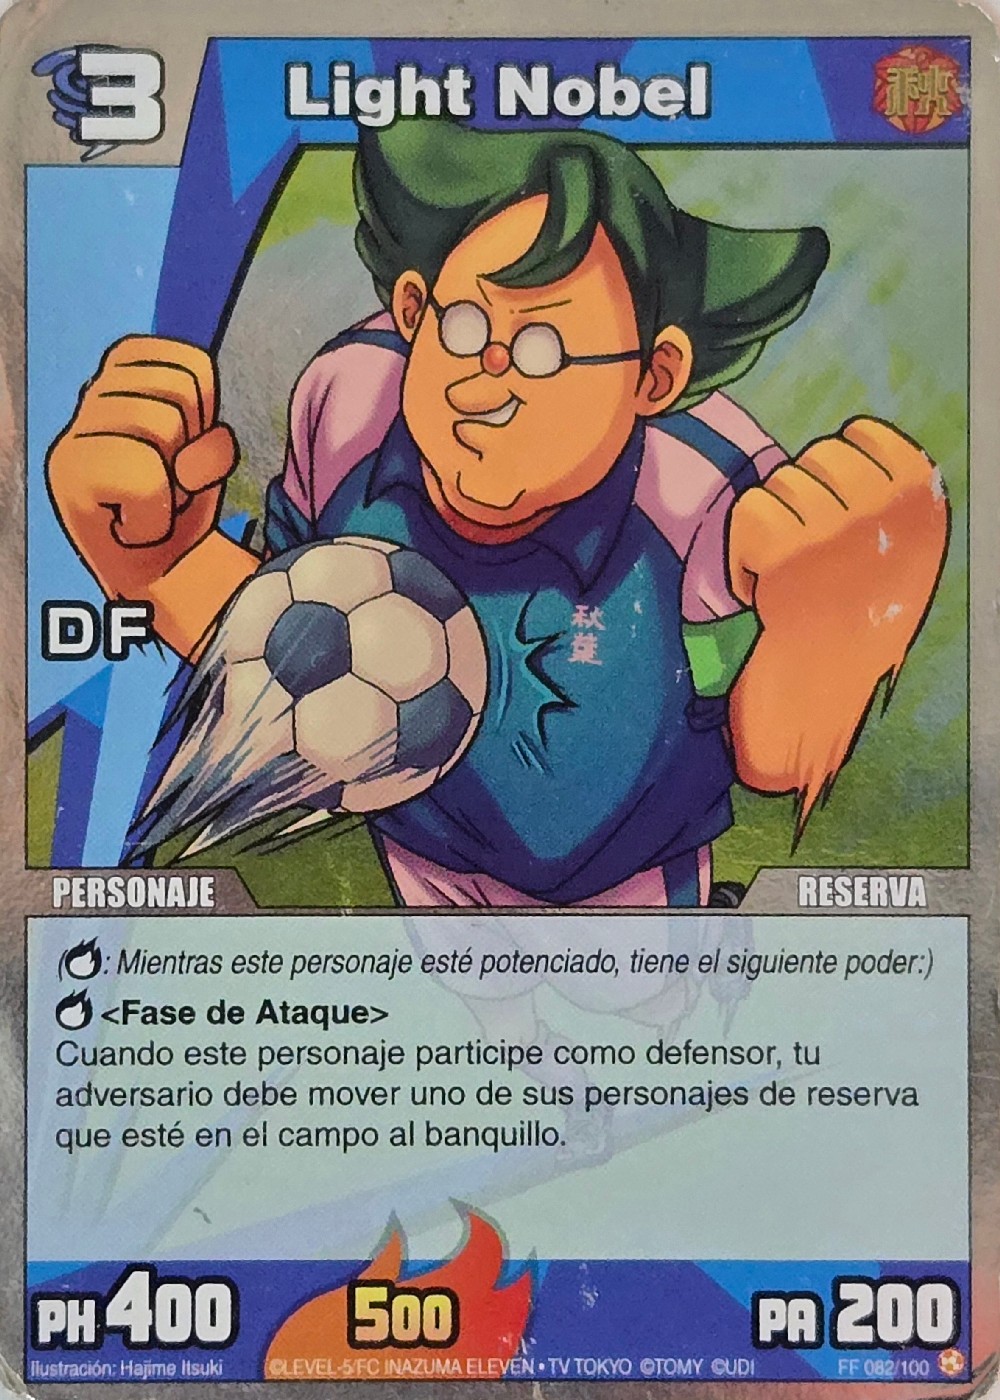 3
Light Nobel
秋
葉
DF
PERSONAJE
RESERVA
(: Mientras este personaje esté potenciado, tiene el siguiente poder:)
<Fase de Ataque>
Cuando este personaje participe como defensor, tu
adversario debe mover uno de sus personajes de reserva
que esté en el campo al banquillo.
PH 400
500
PA 200
Ilustración: Hajime Itsuki
©LEVEL-5/FC INAZUMA ELEVEN • TV TOKYO ©TOMY ©UDI
FF 082/100